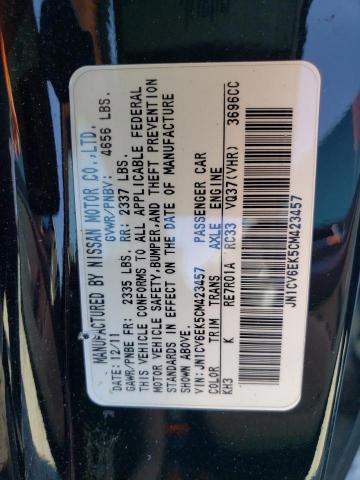 MANUFACTURED BY NISSAN MOTOR CO.,LTD.
DATE: 12/11 GVWR/PNBV: 4656 LBS.
GAWR/PNBE FR: 2335 LBS. RR: 2337 LBS.
THIS VEHICLE CONFORMS TO ALL APPLICABLE FEDERAL
MOTOR VEHICLE SAFETY,BUMPER,AND THEFT PREVENTION
STANDARDS IN EFFECT ON THE DATE OF MANUFACTURE
SHOWN ABOVE.
VIN: JN1CV6EK5CM423457 PASSENGER CAR
COLOR TRIM TRANS AXLE ENGINE
KH3 K RE7R01A RC33 VQ37(VHR) 3696CC
JN1CV6EK5CM423457